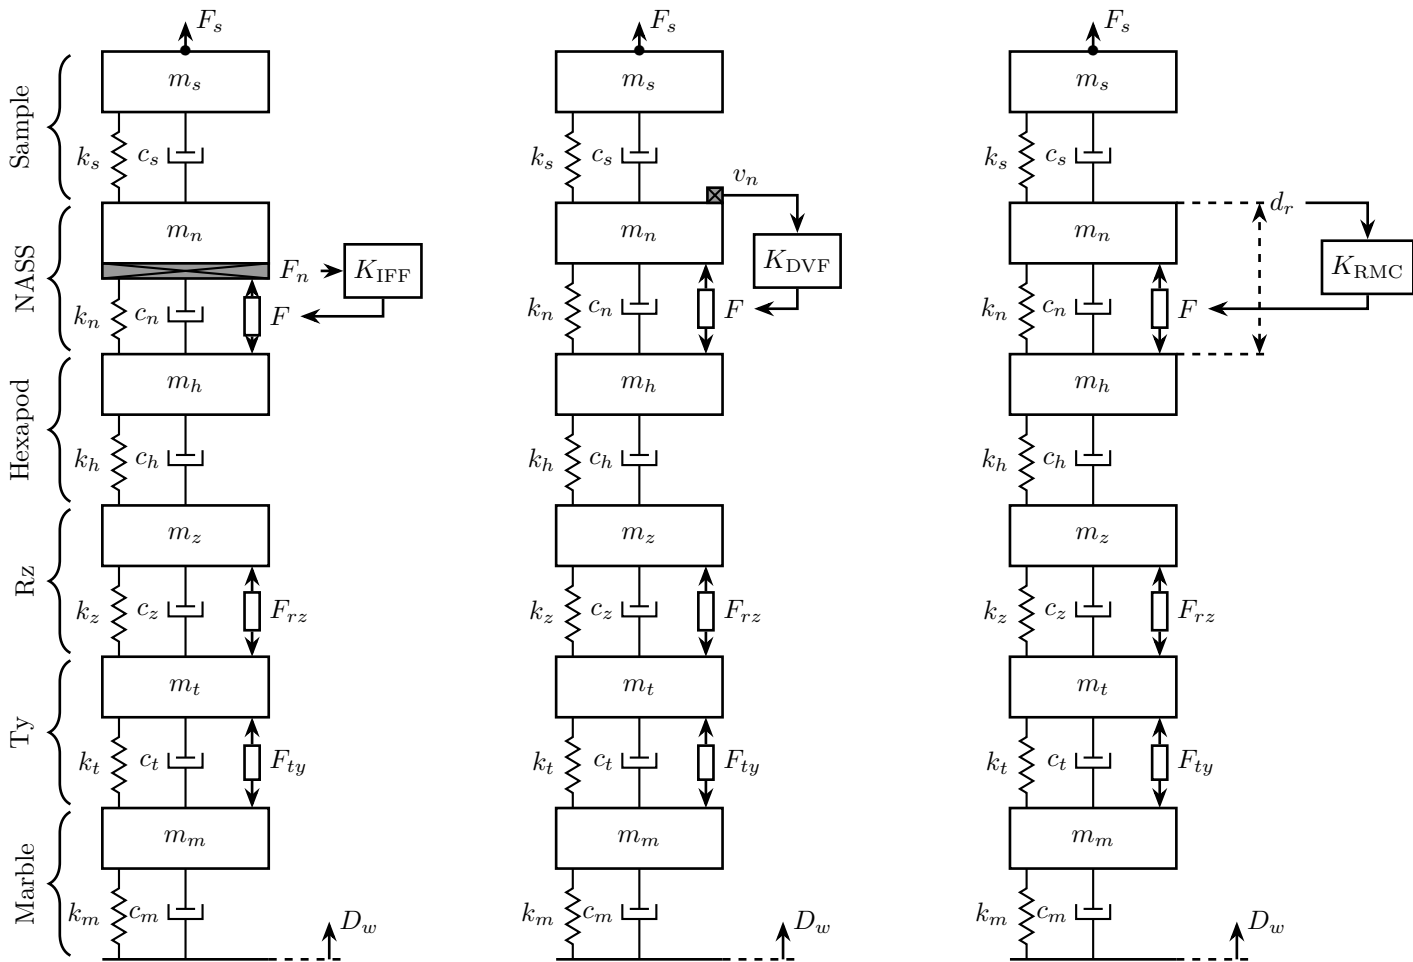 F_s F_s F_s
Sample
m_s m_s m_s
k_s c_s k_s c_s k_s c_s
v_n
d_r
NASS
m_n m_n m_n
F_n K_IFF K_DVF K_RMC
k_n c_n F k_n c_n F k_n c_n F
Hexapod
m_h m_h m_h
k_h c_h k_h c_h k_h c_h
Rz
m_z m_z m_z
k_z c_z F_rz k_z c_z F_rz k_z c_z F_rz
Ty
m_t m_t m_t
k_t c_t F_ty k_t c_t F_ty k_t c_t F_ty
Marble
m_m m_m m_m
k_m c_m D_w k_m c_m D_w k_m c_m D_w